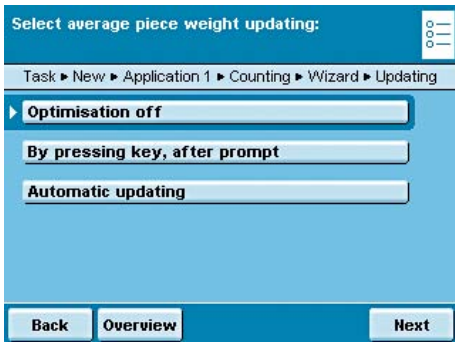 Select average piece weight updating:
Task ▸ New ▸ Application 1 ▸ Counting ▸ Wizard ▸ Updating
Optimisation off
By pressing key, after prompt
Automatic updating
Back Overview Next